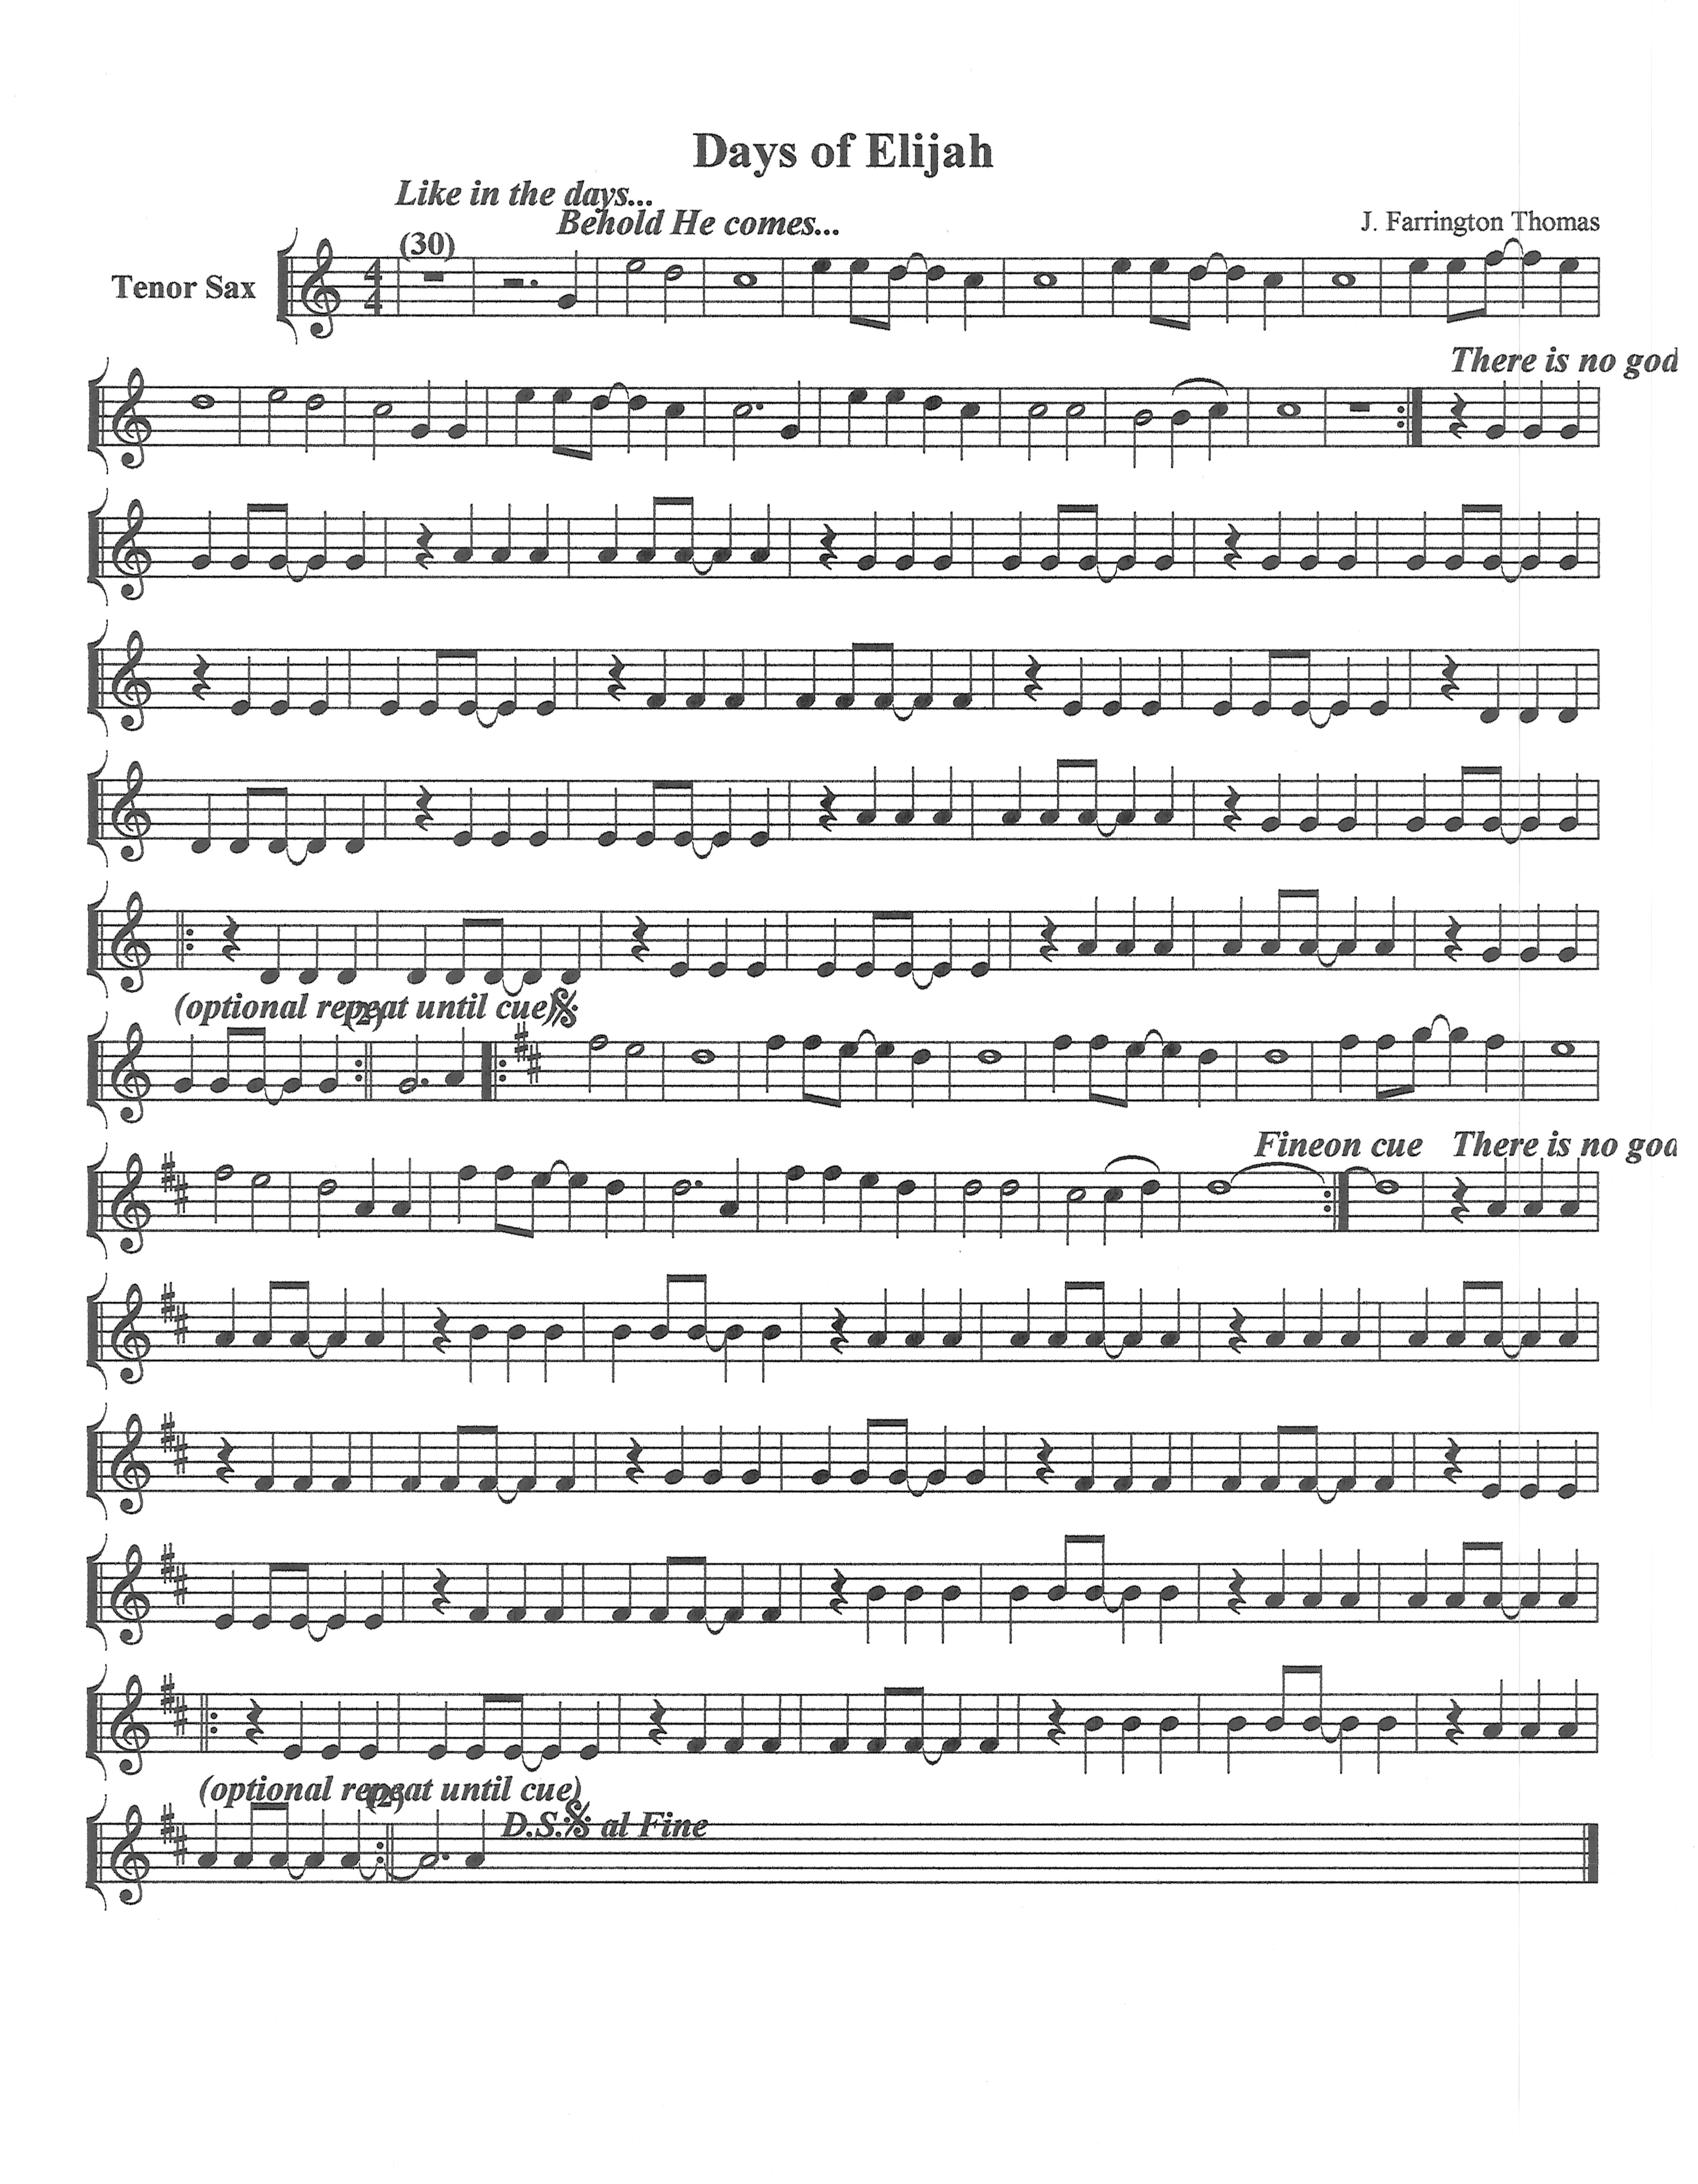 Days of Elijah
Like in the days...
Behold He comes...
J. Farrington Thomas
(30)
Tenor Sax
4
4
There is no god
(optional repeat until cue)
(2)
Fine on cue
There is no god
(optional repeat until cue)
(2)
D.S. al Fine